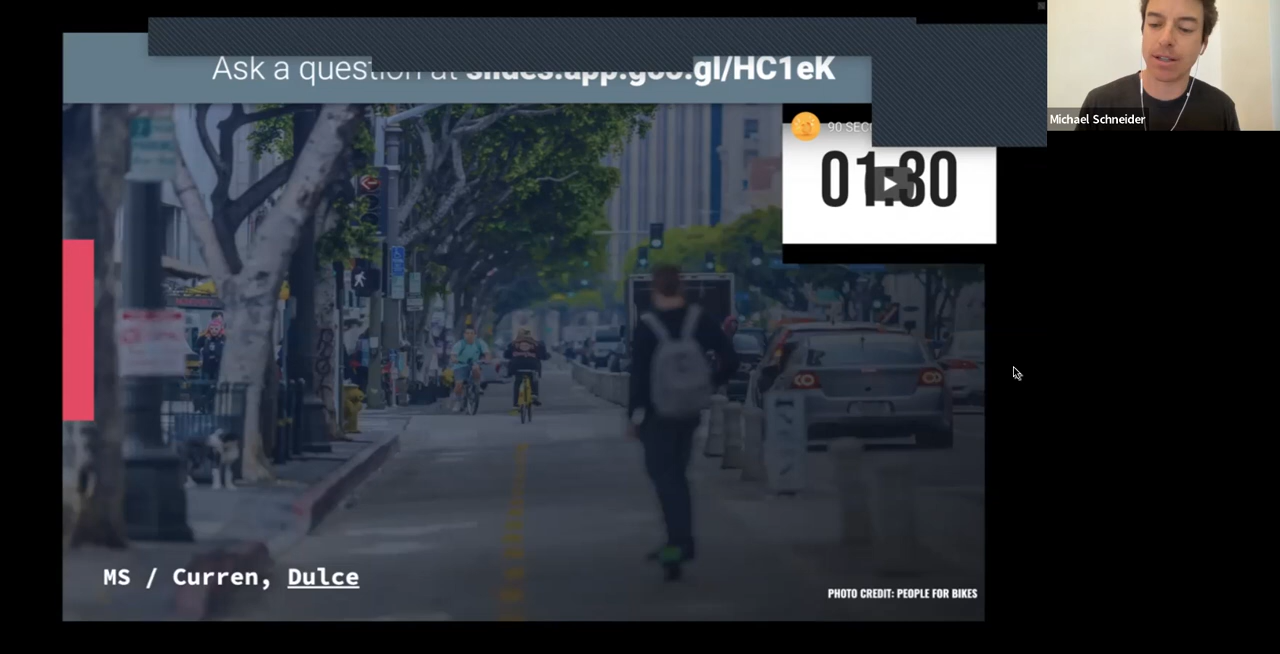 Ask a question at slides.app.goo.gl/HC1eK
90 SEC
01:30
Michael Schneider
MS / Curren, Dulce
PHOTO CREDIT: PEOPLE FOR BIKES